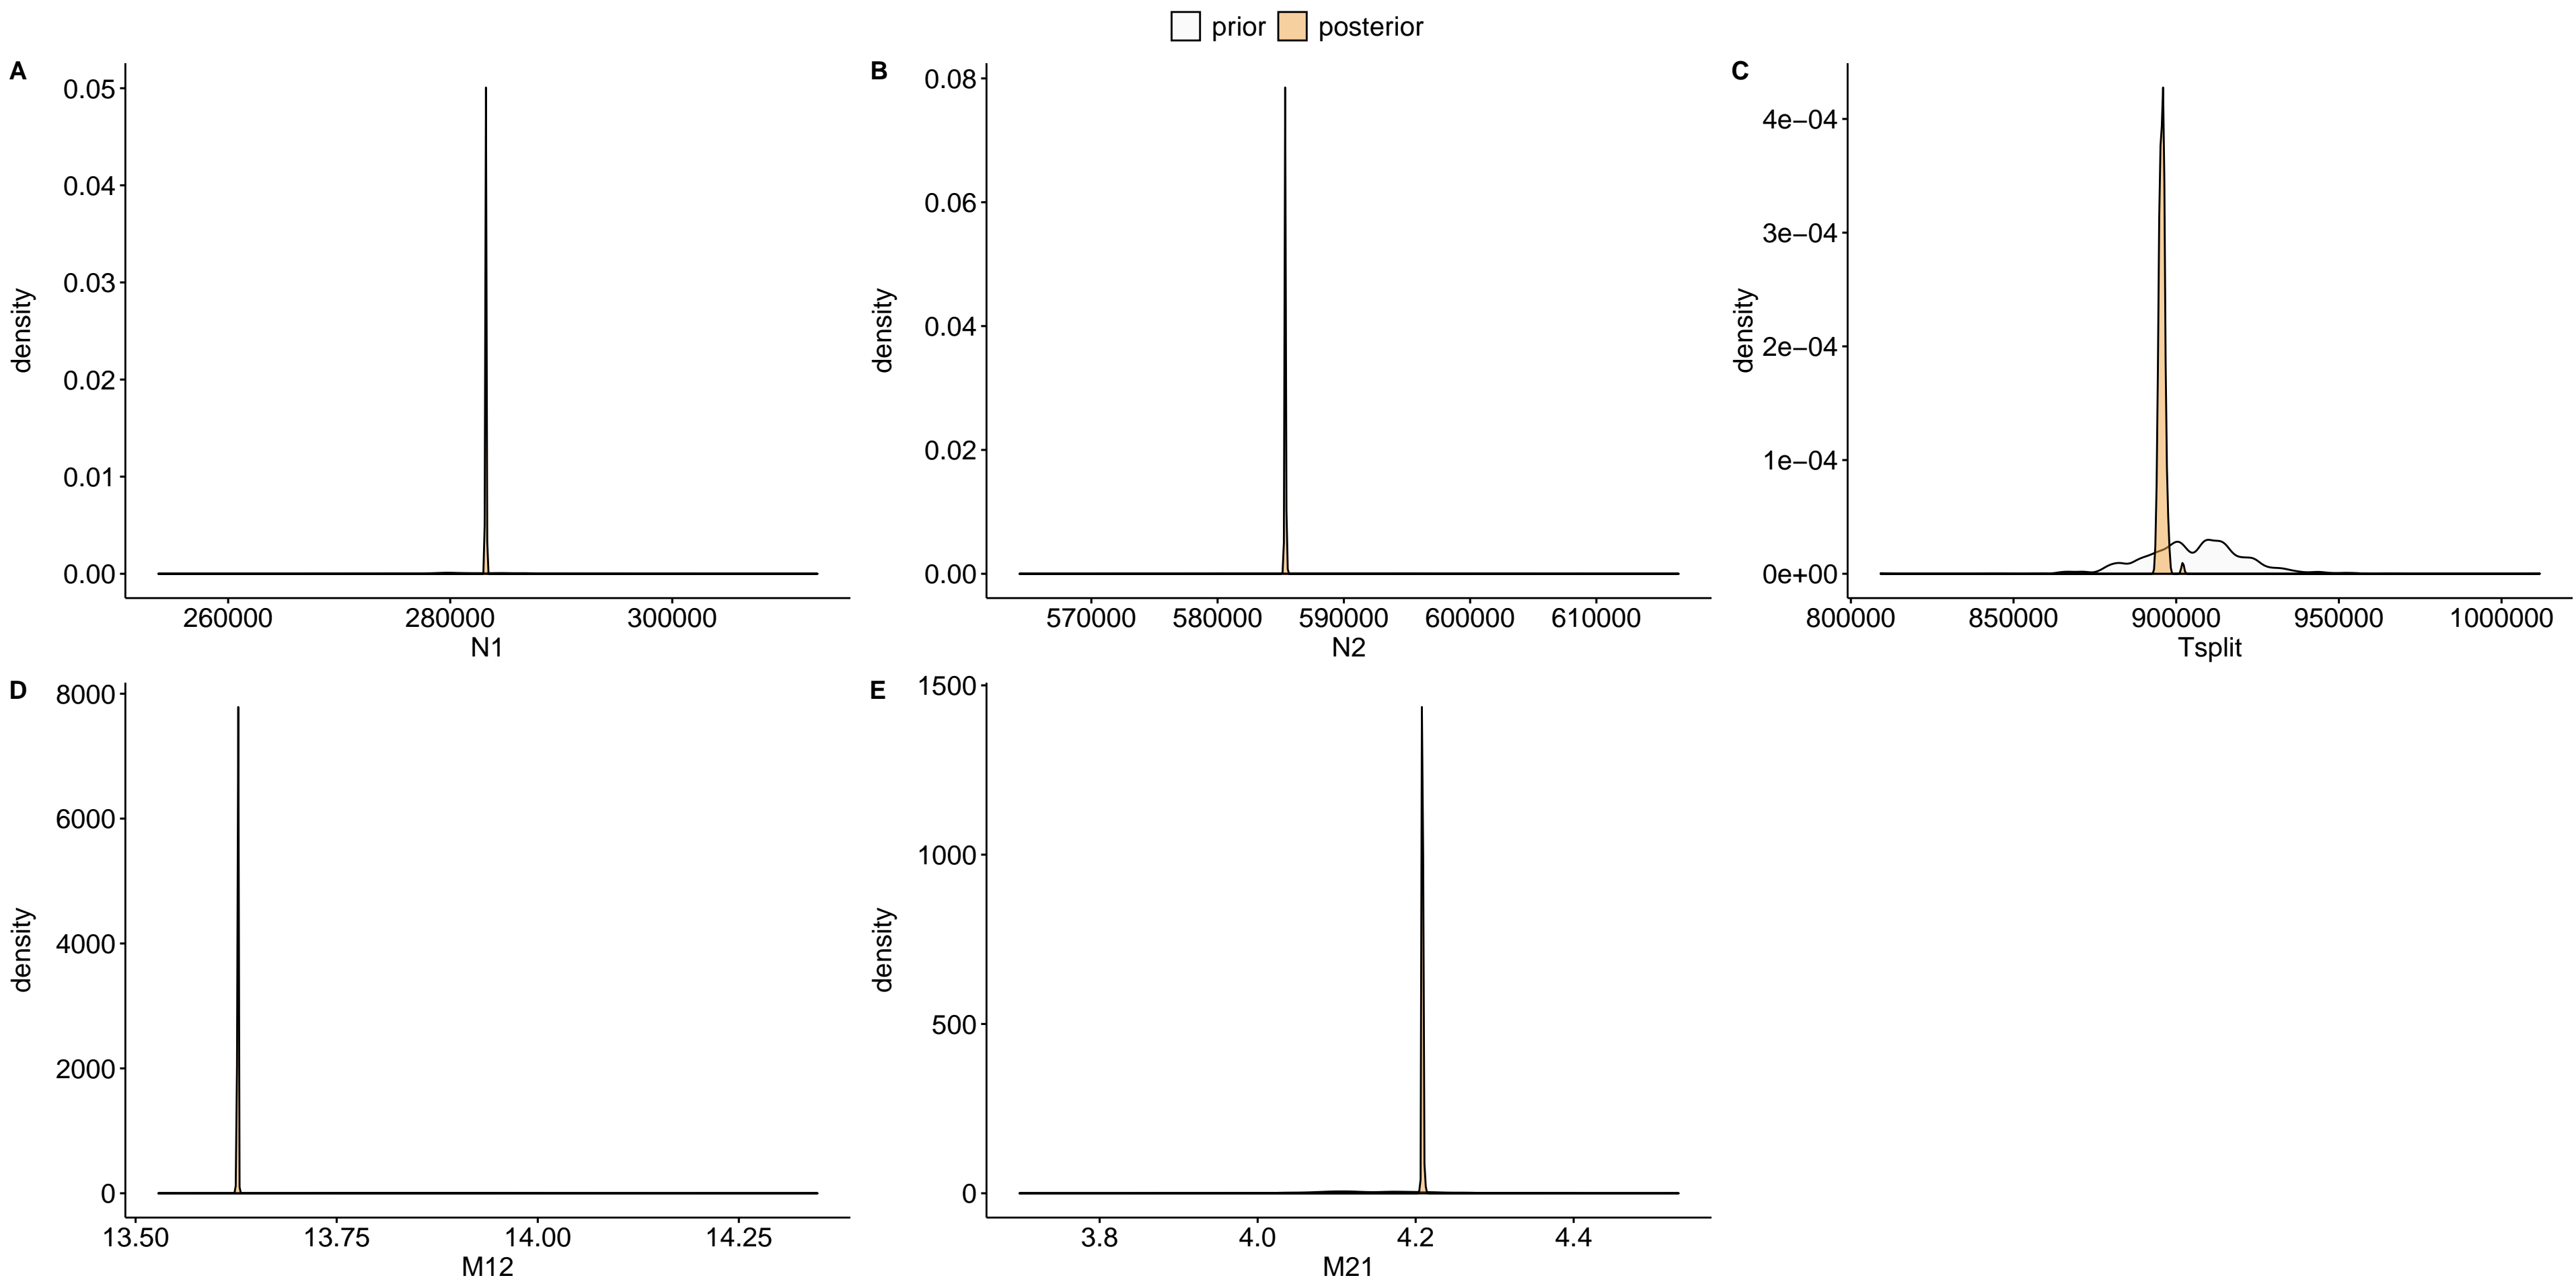 prior posterior
A
0.05
0.04
0.03
0.02
0.01
0.00
density
260000 280000 300000
N1
B
0.08
0.06
0.04
0.02
0.00
density
570000 580000 590000 600000 610000
N2
C
4e−04
3e−04
2e−04
1e−04
0e+00
density
800000 850000 900000 950000 1000000
Tsplit
D
8000
6000
4000
2000
0
density
13.50 13.75 14.00 14.25
M12
E
1500
1000
500
0
density
3.8 4.0 4.2 4.4
M21